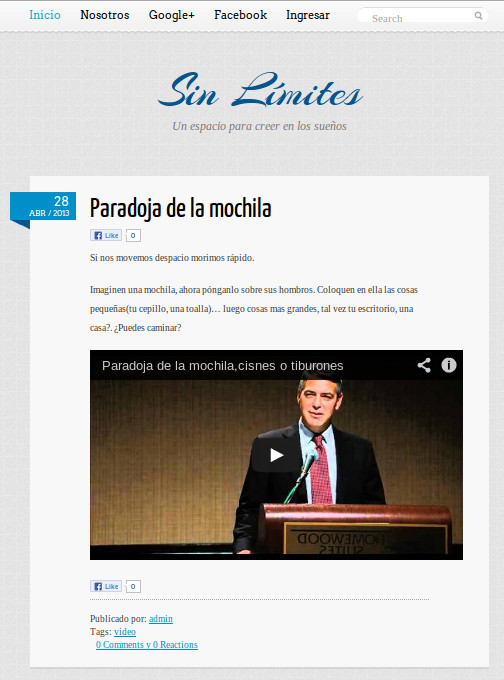 Inicio Nosotros Google+ Facebook Ingresar Search
Sin Límites
Un espacio para creer en los sueños
28
ABR / 2013
Paradoja de la mochila
Like 0
Si nos movemos despacio morimos rápido.
Imaginen una mochila, ahora pónganlo sobre sus hombros. Coloquen en ella las cosas
pequeñas(tu cepillo, una toalla)… luego cosas mas grandes, tal vez tu escritorio, una
casa?. ¿Puedes caminar?
Paradoja de la mochila,cisnes o tiburones
HOMEWOOD
SUITES
Like 0
Publicado por: admin
Tags: video
0 Comments y 0 Reactions